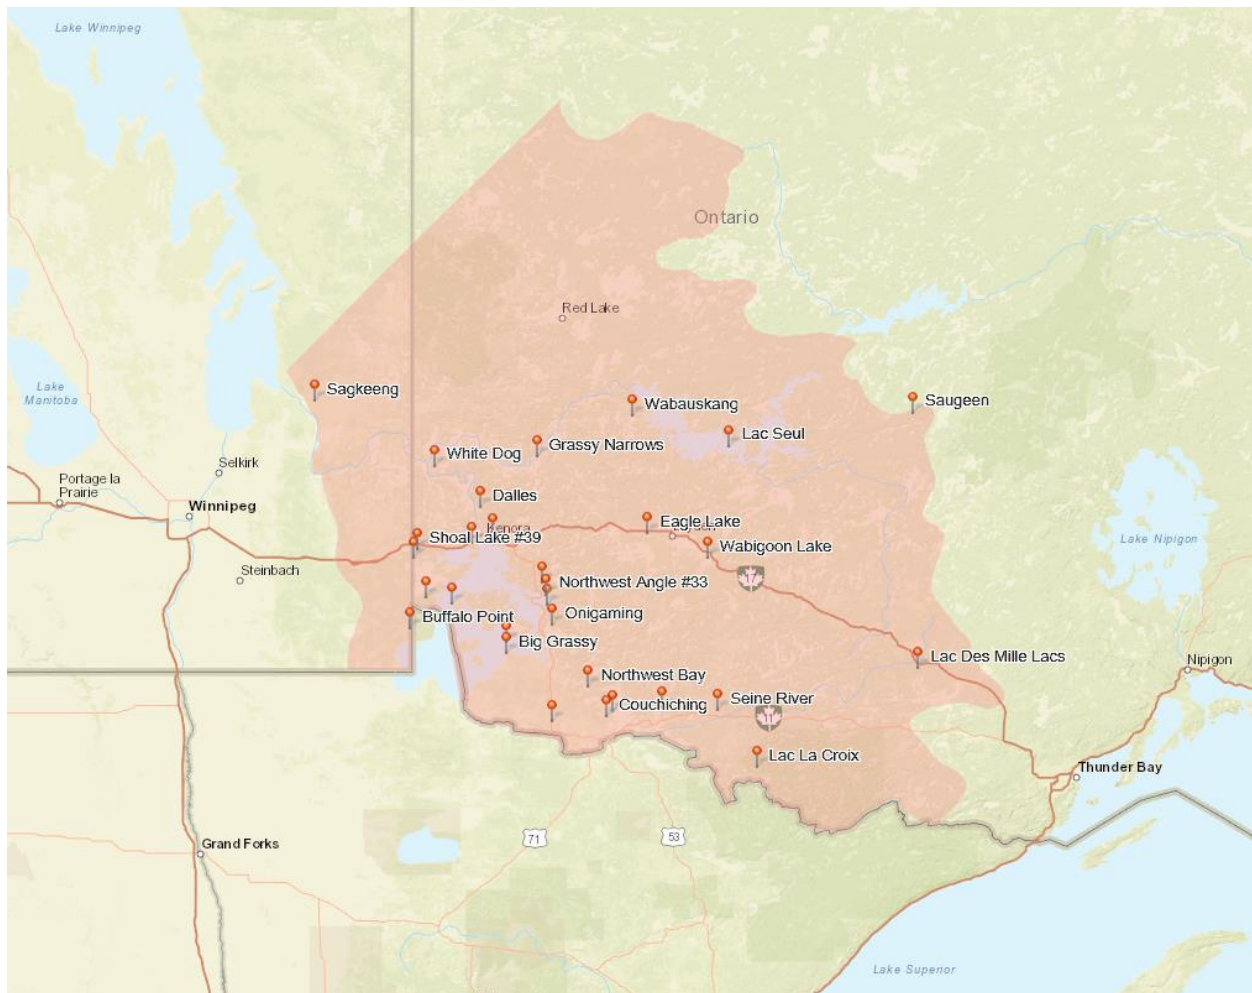 Lake Winnipeg
Ontario
Red Lake
Lake
Manitoba
Sagkeeng
Wabauskang
Saugeen
Lac Seul
Grassy Narrows
White Dog
Selkirk
Portage la
Prairie
Dalles
Winnipeg
Eagle Lake
Kenora
Shoal Lake #39
Wabigoon Lake
Lake Nipigon
Steinbach
Northwest Angle #33
17
Buffalo Point
Onigaming
Big Grassy
Lac Des Mille Lacs
Nipigon
Northwest Bay
Seine River
Couchiching
11
Lac La Croix
Thunder Bay
71
53
Grand Forks
Lake Superior